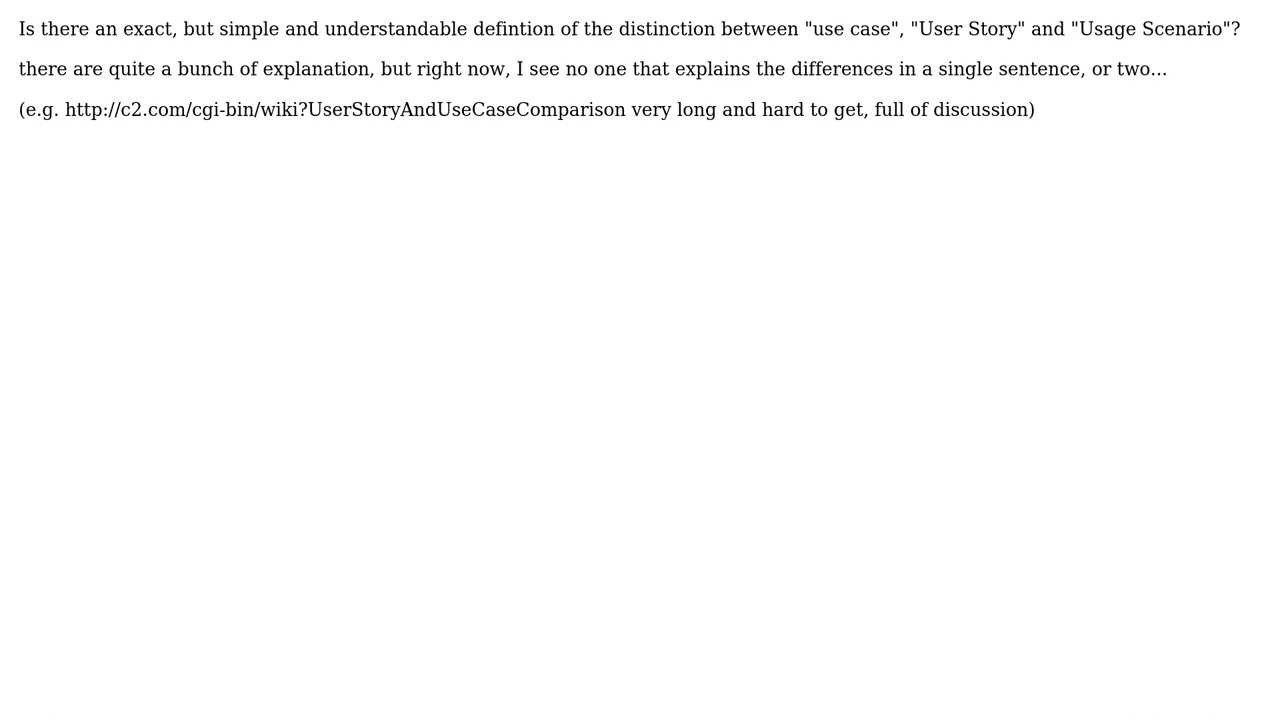 Is there an exact, but simple and understandable defintion of the distinction between "use case", "User Story" and "Usage Scenario"?
there are quite a bunch of explanation, but right now, I see no one that explains the differences in a single sentence, or two...
(e.g. http://c2.com/cgi-bin/wiki?UserStoryAndUseCaseComparison very long and hard to get, full of discussion)